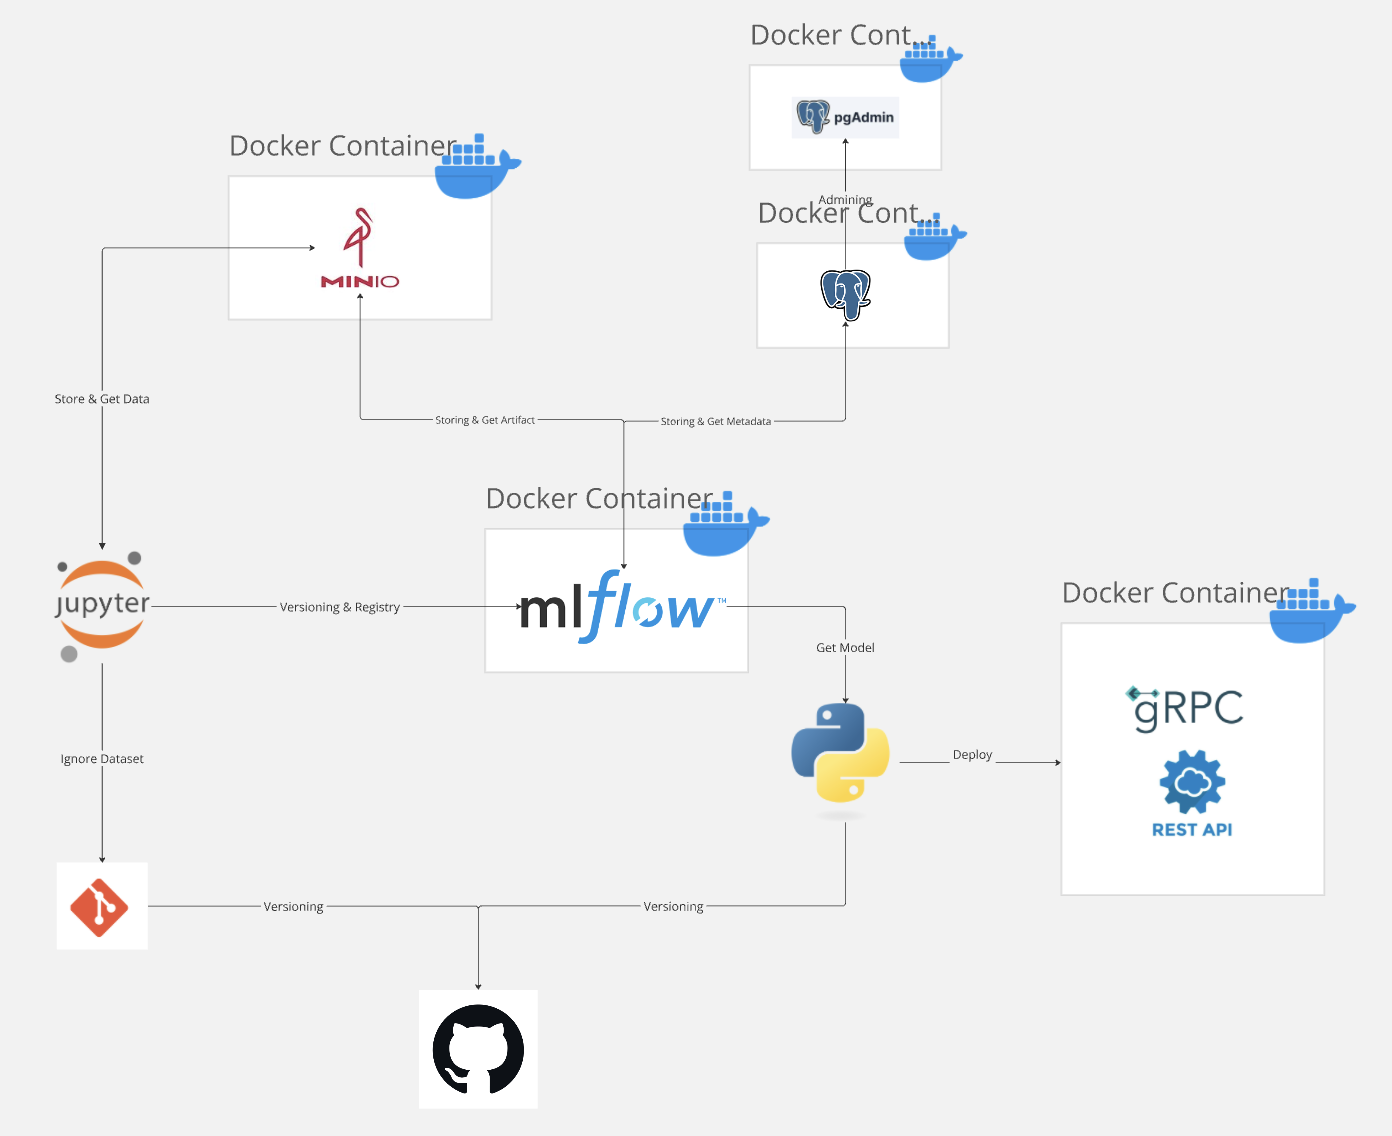 Docker Cont...
pgAdmin
Docker Container
MINIO
Admining
Docker Cont...
Store & Get Data
Storing & Get Artifact
Storing & Get Metadata
Docker Container
jupyter
Versioning & Registry
mlflow™
Docker Container
Get Model
gRPC
Ignore Dataset
Deploy
REST API
Versioning
Versioning